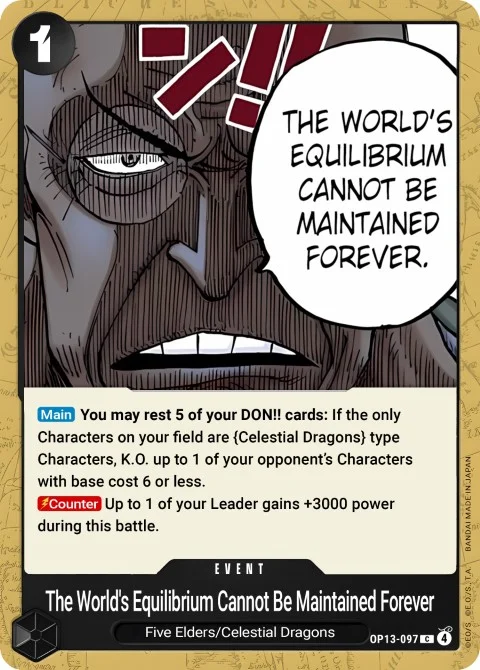 1
!!
THE WORLD'S
EQUILIBRIUM
CANNOT BE
MAINTAINED
FOREVER.
Main You may rest 5 of your DON!! cards: If the only
Characters on your field are {Celestial Dragons} type
Characters, K.O. up to 1 of your opponent's Characters
with base cost 6 or less.
Counter Up to 1 of your Leader gains +3000 power
during this battle.
EVENT
The World's Equilibrium Cannot Be Maintained Forever
Five Elders/Celestial Dragons
OP13-097 C 4
©E.O./S. ©E.O./S.,T.A. BANDAI MADE IN JAPAN